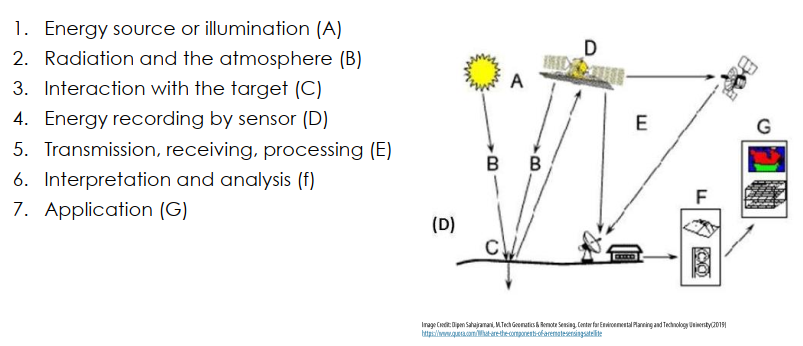 1. Energy source or illumination (A)
2. Radiation and the atmosphere (B)
3. Interaction with the target (C)
4. Energy recording by sensor (D)
5. Transmission, receiving, processing (E)
6. Interpretation and analysis (f)
7. Application (G)
D
A
E
G
B B
F
(D)
C
Image Credit: Dipen Sahajramani, M.Tech Geomatics & Remote Sensing, Center for Environmental Planning and Technology University(2019)
https://www.quora.com/What-are-the-components-of-a-remote-sensing-satellite